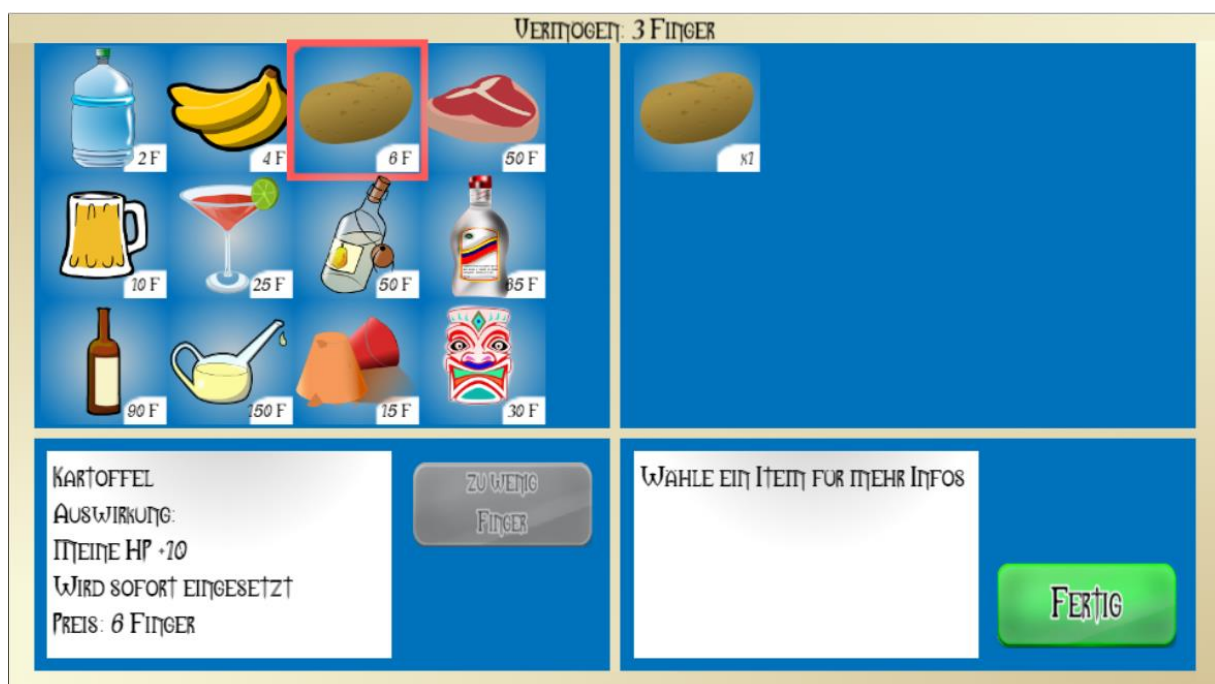 Vermögen: 3 Finger
2 F
4 F
6 F
50 F
x1
10 F
25 F
50 F
65 F
90 F
150 F
15 F
30 F
Kartoffel
Auswirkung:
Meine HP +10
Wird sofort eingesetzt
Preis: 6 Finger
zu wenig
Finger
Wähle ein Item für mehr Infos
Fertig